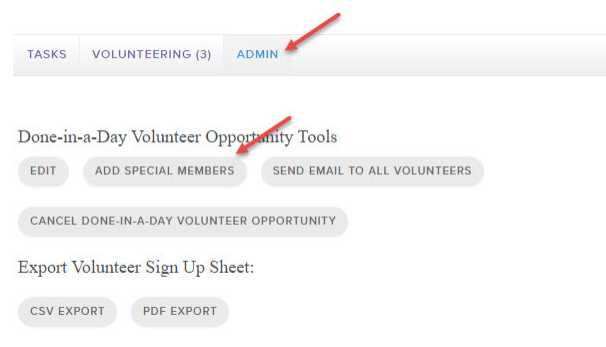 TASKS VOLUNTEERING (3) ADMIN
Done-in-a-Day Volunteer Opportunity Tools
EDIT ADD SPECIAL MEMBERS SEND EMAIL TO ALL VOLUNTEERS
CANCEL DONE-IN-A-DAY VOLUNTEER OPPORTUNITY
Export Volunteer Sign Up Sheet:
CSV EXPORT PDF EXPORT